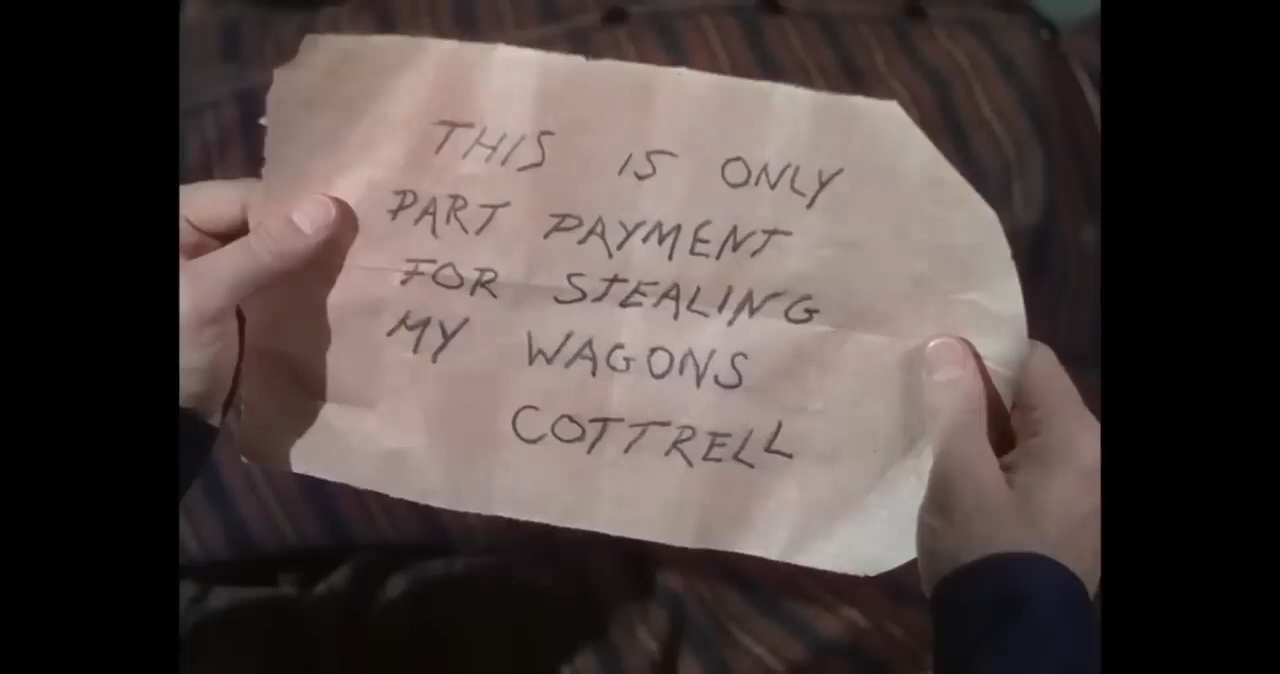 THIS IS ONLY
PART PAYMENT
FOR STEALING
MY WAGONS
COTTRELL